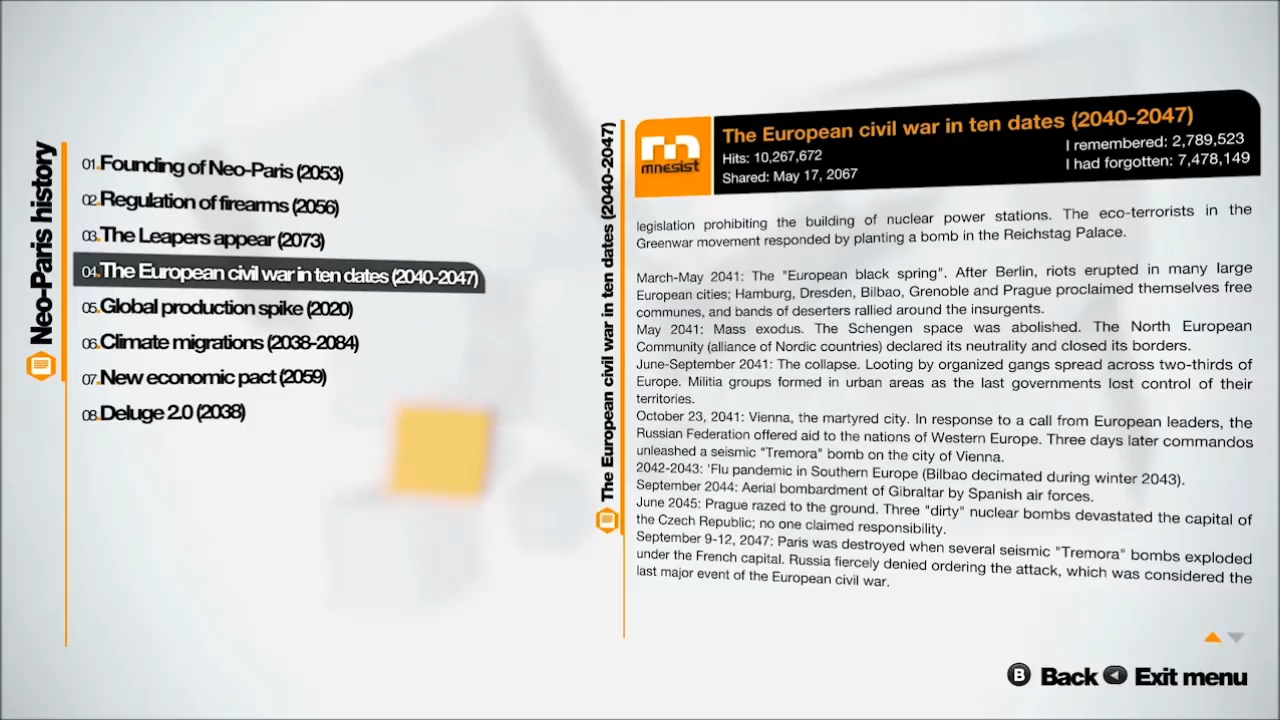 Neo-Paris history
01.Founding of Neo-Paris (2053)
02.Regulation of firearms (2056)
03.The Leapers appear (2073)
04.The European civil war in ten dates (2040-2047)
05.Global production spike (2020)
06.Climate migrations (2038-2084)
07.New economic pact (2059)
08.Deluge 2.0 (2038)
The European civil war in ten dates (2040-2047)
mnesist
The European civil war in ten dates (2040-2047)
Hits: 10,267,672
Shared: May 17, 2067
I remembered: 2,789,523
I had forgotten: 7,478,149
legislation prohibiting the building of nuclear power stations. The eco-terrorists in the
Greenwar movement responded by planting a bomb in the Reichstag Palace.
March-May 2041: The "European black spring". After Berlin, riots erupted in many large
European cities; Hamburg, Dresden, Bilbao, Grenoble and Prague proclaimed themselves free
communes, and bands of deserters rallied around the insurgents.
May 2041: Mass exodus. The Schengen space was abolished. The North European
Community (alliance of Nordic countries) declared its neutrality and closed its borders.
June-September 2041: The collapse. Looting by organized gangs spread across two-thirds of
Europe. Militia groups formed in urban areas as the last governments lost control of their
territories.
October 23, 2041: Vienna, the martyred city. In response to a call from European leaders, the
Russian Federation offered aid to the nations of Western Europe. Three days later commandos
unleashed a seismic "Tremora" bomb on the city of Vienna.
2042-2043: 'Flu pandemic in Southern Europe (Bilbao decimated during winter 2043).
September 2044: Aerial bombardment of Gibraltar by Spanish air forces.
June 2045: Prague razed to the ground. Three "dirty" nuclear bombs devastated the capital of
the Czech Republic; no one claimed responsibility.
September 9-12, 2047: Paris was destroyed when several seismic "Tremora" bombs exploded
under the French capital. Russia fiercely denied ordering the attack, which was considered the
last major event of the European civil war.
B Back Exit menu